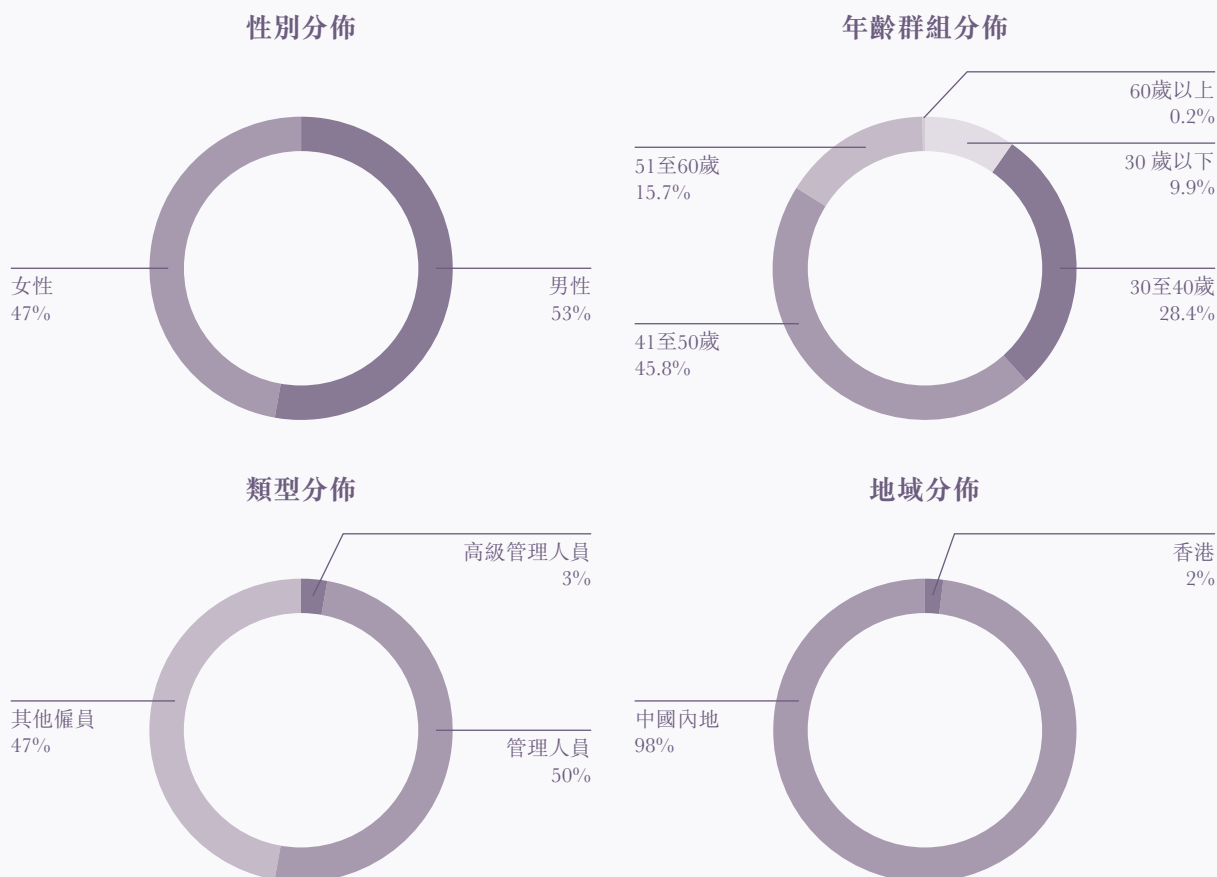 性別分佈
女性
47%
男性
53%
年齡群組分佈
60歲以上
0.2%
30 歲以下
9.9%
51至60歲
15.7%
30至40歲
28.4%
41至50歲
45.8%
類型分佈
高級管理人員
3%
其他僱員
47%
管理人員
50%
地域分佈
香港
2%
中國內地
98%